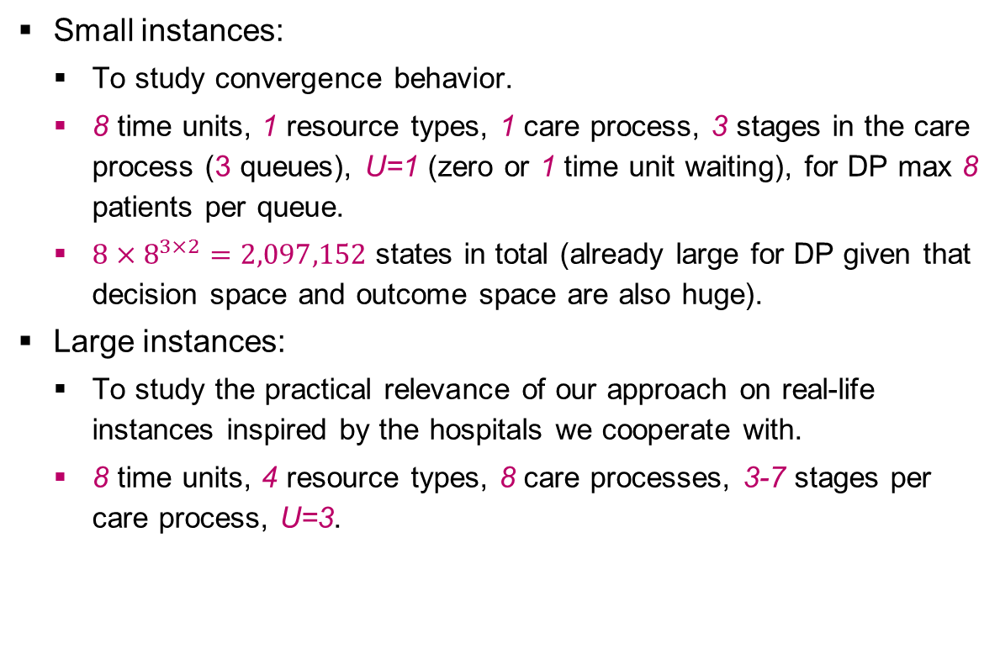 ▪ Small instances:
▪ To study convergence behavior.
▪ 8 time units, 1 resource types, 1 care process, 3 stages in the care
process (3 queues), U=1 (zero or 1 time unit waiting), for DP max 8
patients per queue.
▪ 8 × 8^{3×2} = 2,097,152 states in total (already large for DP given that
decision space and outcome space are also huge).
▪ Large instances:
▪ To study the practical relevance of our approach on real-life
instances inspired by the hospitals we cooperate with.
▪ 8 time units, 4 resource types, 8 care processes, 3-7 stages per
care process, U=3.